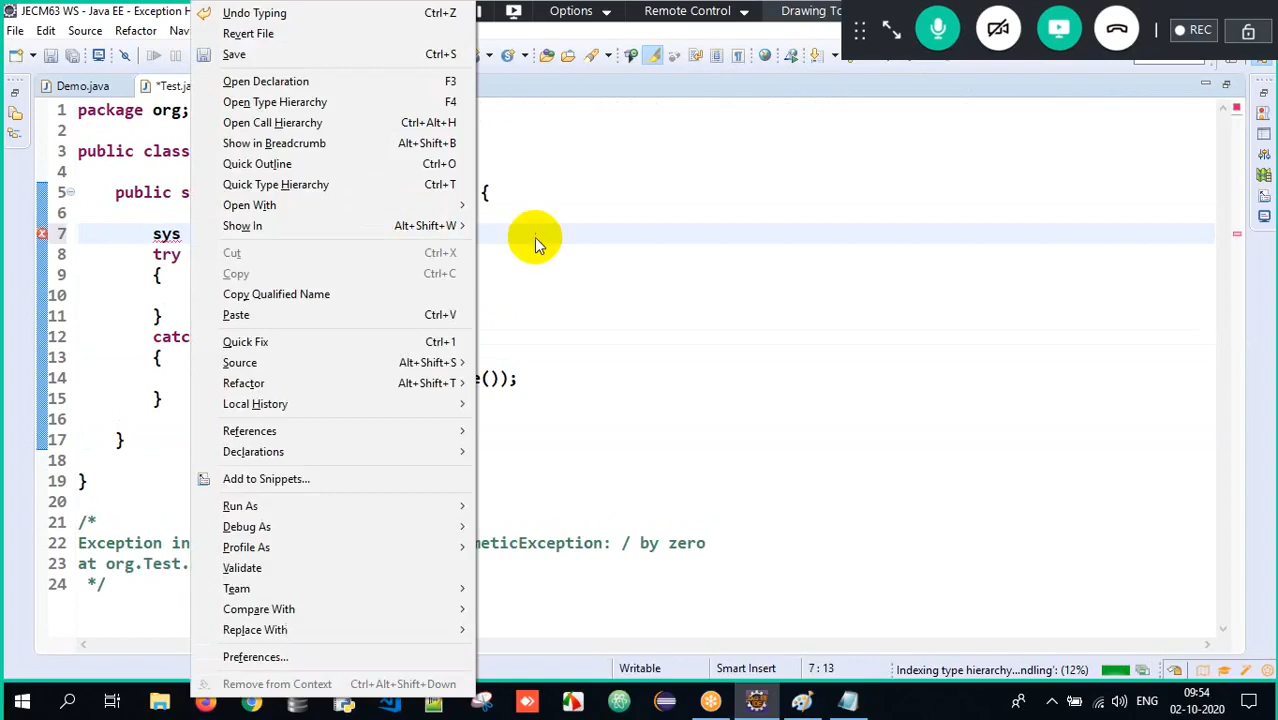 JECM63 WS - Java EE - Exception H
Options
Remote Control
Drawing To
REC
File Edit Source Refactor Nav
Demo.java
*Test.ja
Undo Typing Ctrl+Z
Revert File
Save Ctrl+S
Open Declaration F3
Open Type Hierarchy F4
Open Call Hierarchy Ctrl+Alt+H
Show in Breadcrumb Alt+Shift+B
Quick Outline Ctrl+O
Quick Type Hierarchy Ctrl+T
Open With
Show In Alt+Shift+W
Cut Ctrl+X
Copy Ctrl+C
Copy Qualified Name
Paste Ctrl+V
Quick Fix Ctrl+1
Source Alt+Shift+S
Refactor Alt+Shift+T
Local History
References
Declarations
Add to Snippets...
Run As
Debug As
Profile As
Validate
Team
Compare With
Replace With
Preferences...
Remove from Context Ctrl+Alt+Shift+Down
1 package org;
2
3 public class
4
5 public s {
6
7 sys
8 try
9 {
10
11 }
12 catc
13 {
14 e());
15 }
16
17 }
18
19 }
20
21 /*
22 Exception in meticException: / by zero
23 at org.Test.
24 */
Writable
Smart Insert
7 : 13
Indexing type hierarchy...ndling: (12%)
ENG
09:54
02-10-2020